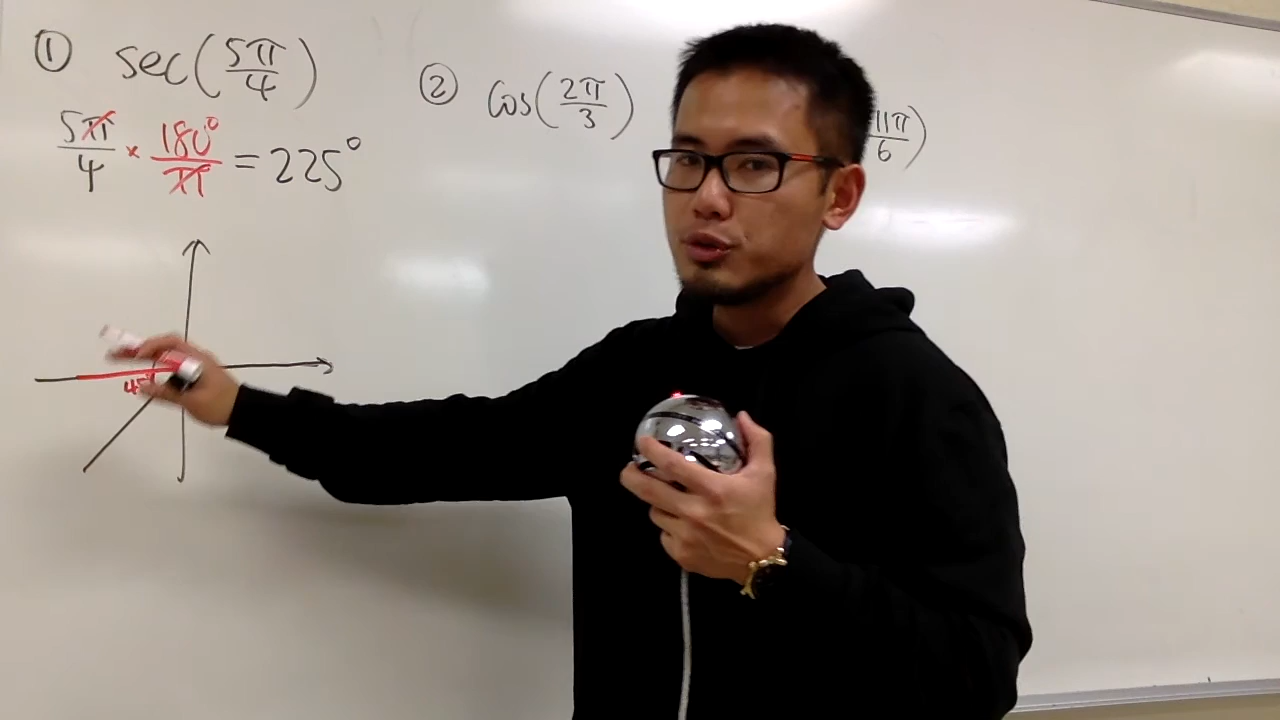 ① sec(5π/4)
5π/4 × 180°/π = 225°
45°
② cos(2π/3)
11π/6)